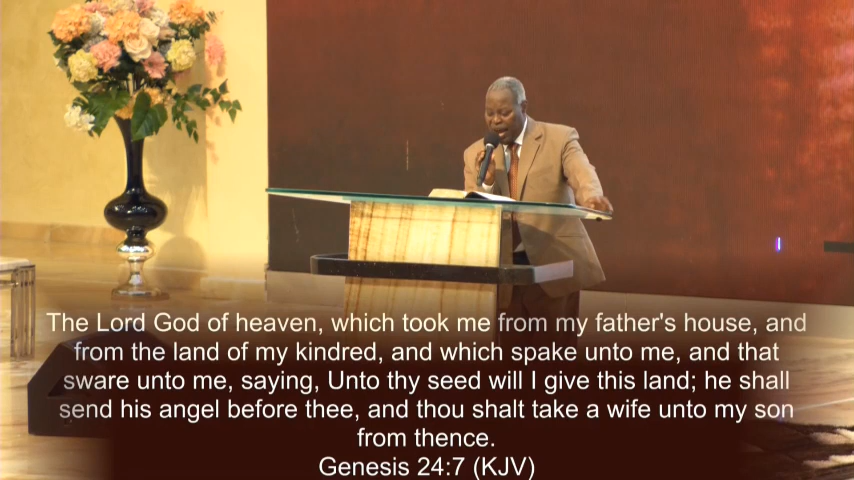 The Lord God of heaven, which took me from my father's house, and
from the land of my kindred, and which spake unto me, and that
sware unto me, saying, Unto thy seed will I give this land; he shall
send his angel before thee, and thou shalt take a wife unto my son
from thence.
Genesis 24:7 (KJV)